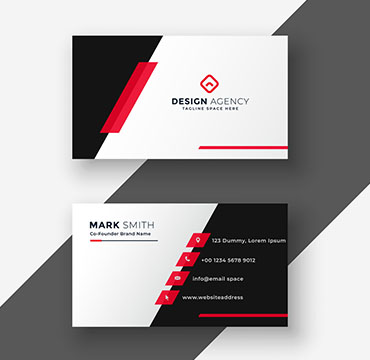 DESIGN AGENCY
TAGLINE SPACE HERE
MARK SMITH
Co-Founder Brand Name
123 Dummy, Lorem Ipsum
+00 1234 5678 9012
info@email space
www.websiteaddress